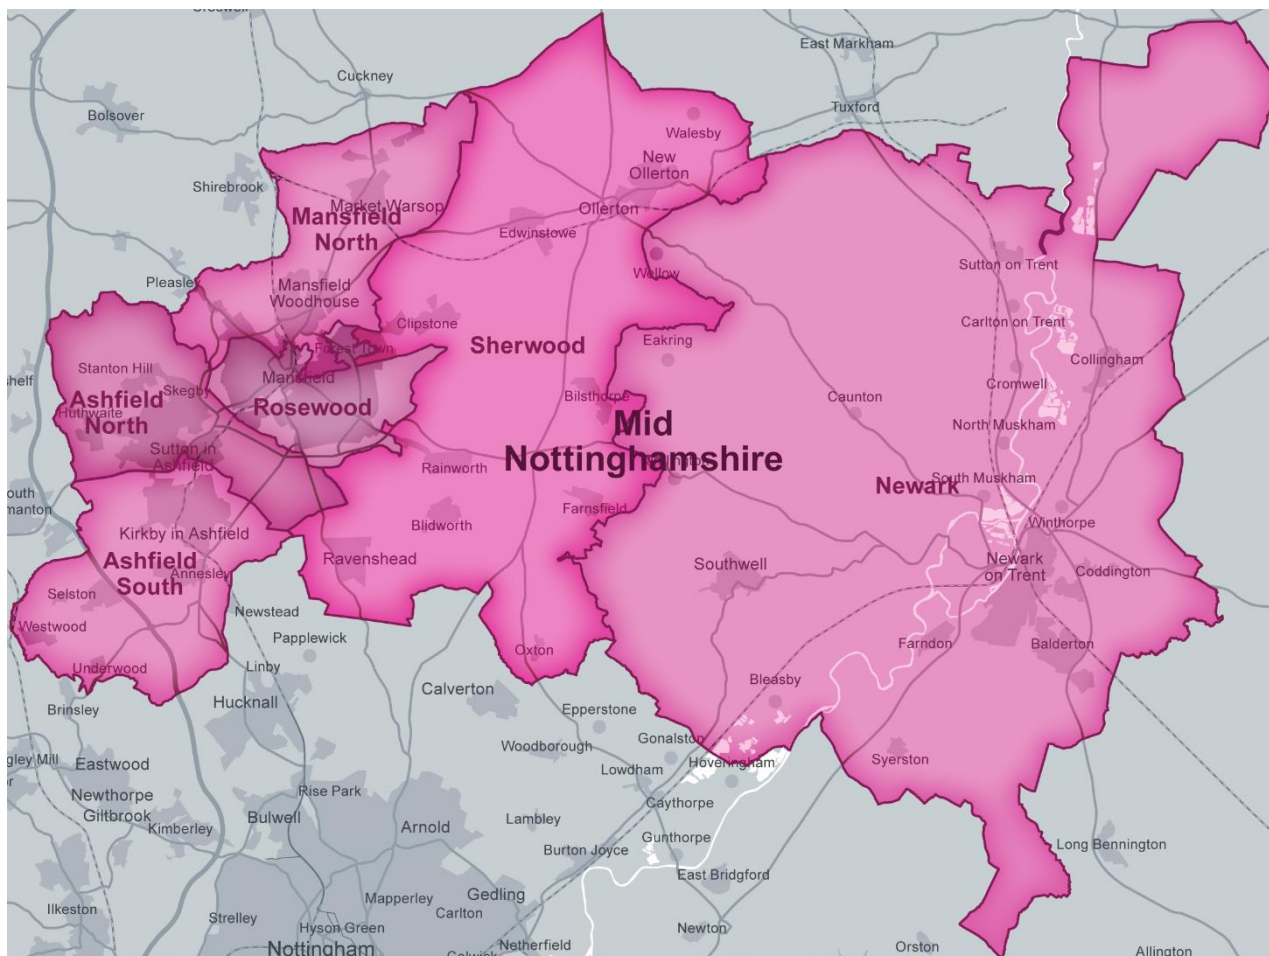 East Markham
Cuckney
Tuxford
Bolsover
Walesby
New
Ollerton
Shirebrook
Market Warsop
Mansfield
North
Ollerton
Edwinstowe
Sutton on Trent
Wellow
Pleasley
Mansfield
Woodhouse
Clipstone
Carlton on Trent
Eakring
Sherwood
Forest Town
Collingham
Stanton Hill
Mansfield
Cromwell
Skegby
Bilsthorpe
Caunton
Ashfield
North
Huthwaite
Rosewood
Mid
Nottinghamshire
North Muskham
Sutton in
Ashfield
Rainworth
South Muskham
Newark
Farnsfield
Blidworth
Winthorpe
Kirkby in Ashfield
Ravenshead
Ashfield
South
Annesley
Southwell
Newark
on Trent
Coddington
Selston
Newstead
Westwood
Papplewick
Farndon
Balderton
Oxton
Underwood
Linby
Bleasby
Calverton
Hucknall
Brinsley
Epperstone
Woodborough
Gonalston
Syerston
Eastwood
Lowdham
Hoveringham
Newthorpe
Giltbrook
Rise Park
Caythorpe
Kimberley
Bulwell
Arnold
Lambley
Gunthorpe
Burton Joyce
Long Bennington
East Bridgford
Gedling
Mapperley
Carlton
Ilkeston
Strelley
Hyson Green
Newton
Nottingham
Netherfield
Orston
Allington